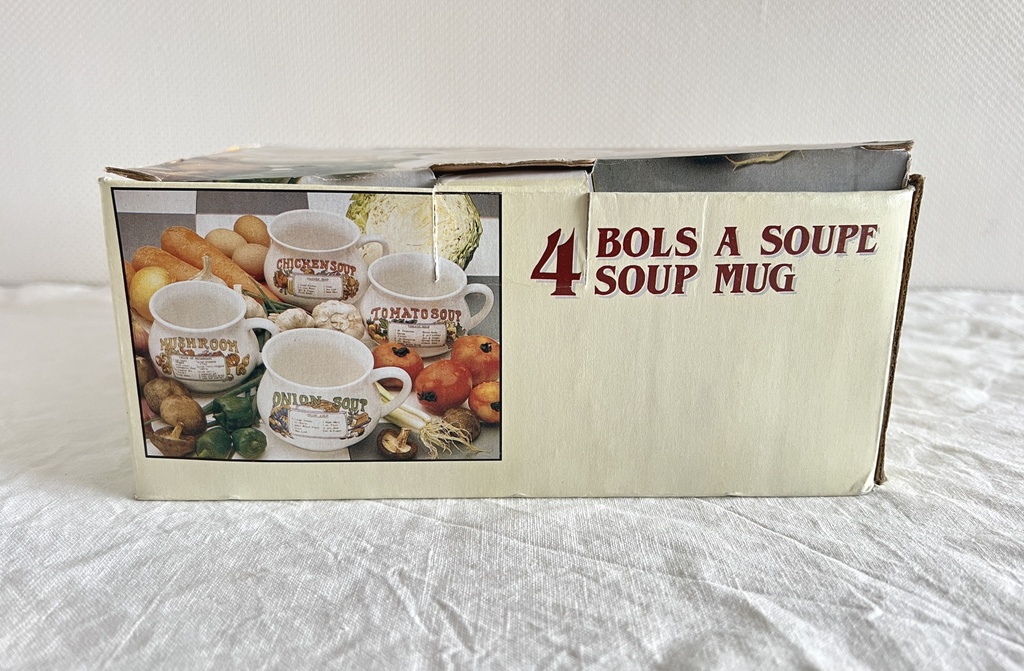 4 BOLS A SOUPE
SOUP MUG
CHICKEN SOUP
TOMATO SOUP
MUSHROOM
ONION SOUP